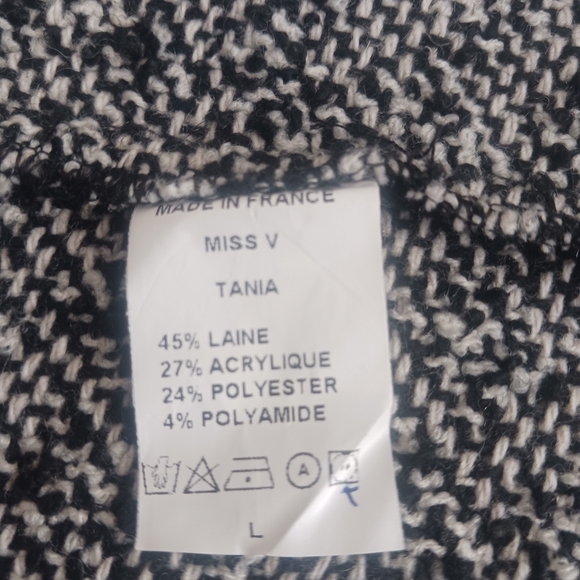 MADE IN FRANCE
MISS V
TANIA
45% LAINE
27% ACRYLIQUE
24% POLYESTER
4% POLYAMIDE
A
L